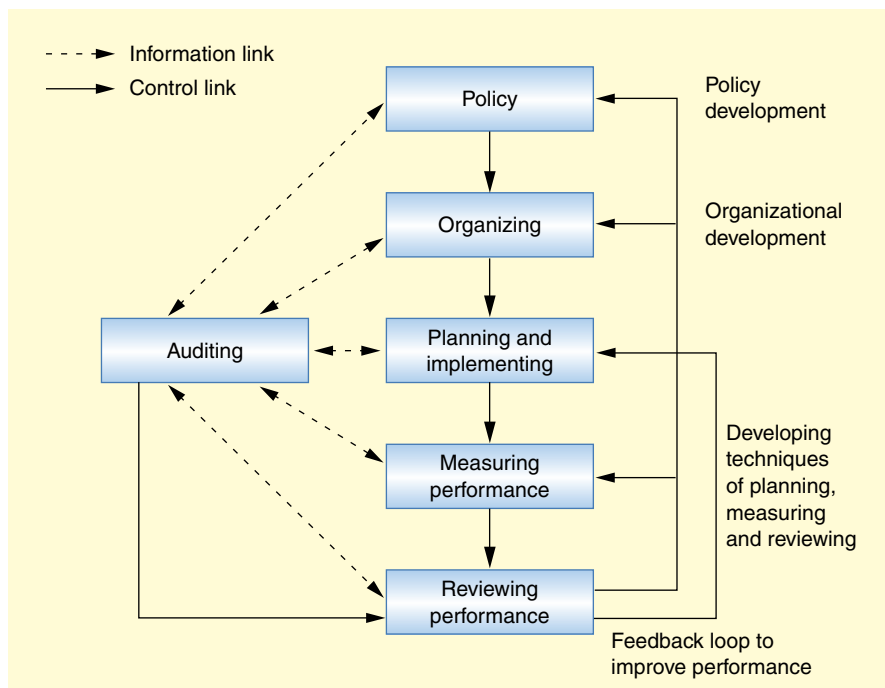 Information link
Control link
Policy
Policy
development
Organizing
Organizational
development
Auditing
Planning and
implementing
Measuring
performance
Developing
techniques
of planning,
measuring
and reviewing
Reviewing
performance
Feedback loop to
improve performance